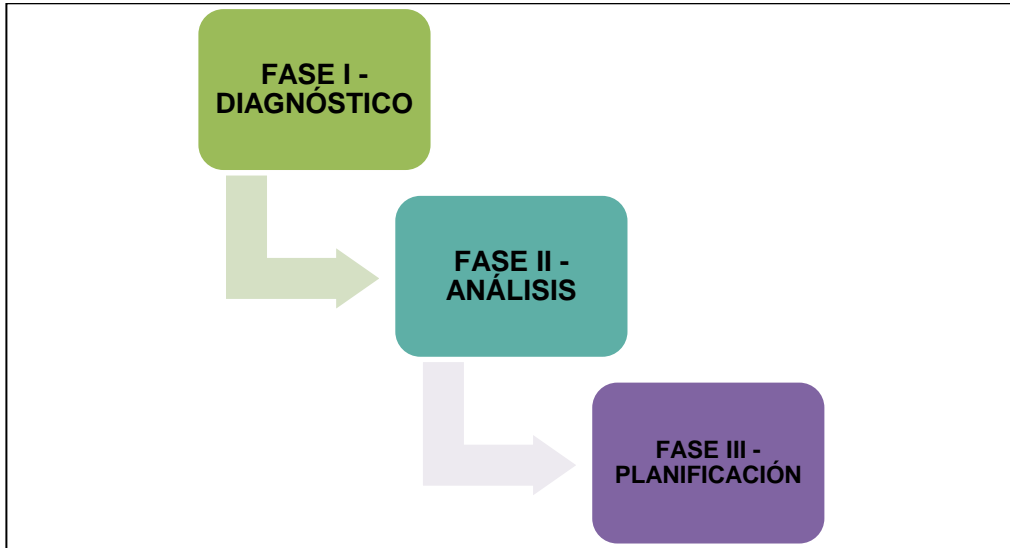 FASE I -
DIAGNÓSTICO
FASE II -
ANÁLISIS
FASE III -
PLANIFICACIÓN